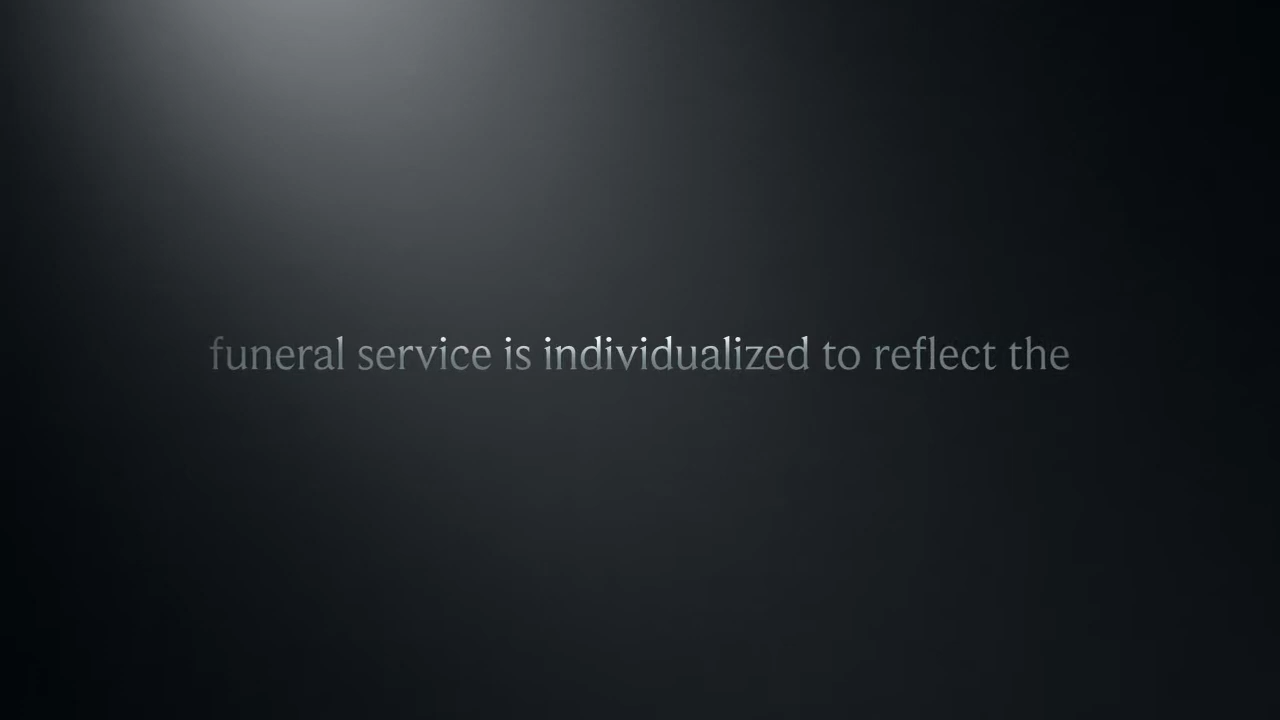 funeral service is individualized to reflect the